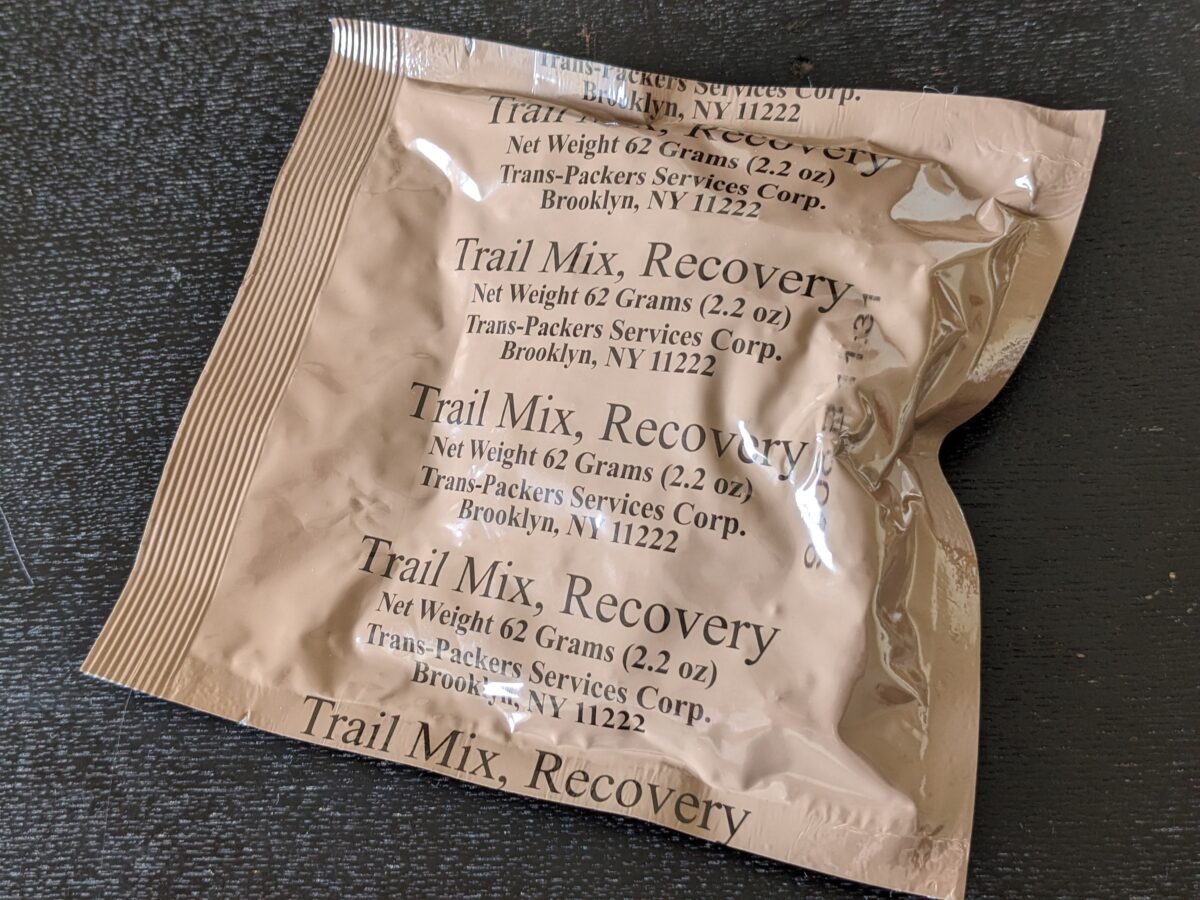 Trans-Packers Services Corp.
Brooklyn, NY 11222
Trail Mix, Recovery
Net Weight 62 Grams (2.2 oz)
Trans-Packers Services Corp.
Brooklyn, NY 11222
Trail Mix, Recovery
Net Weight 62 Grams (2.2 oz)
Trans-Packers Services Corp.
Brooklyn, NY 11222
Trail Mix, Recovery
Net Weight 62 Grams (2.2 oz)
Trans-Packers Services Corp.
Brooklyn, NY 11222
Trail Mix, Recovery
Net Weight 62 Grams (2.2 oz)
Trans-Packers Services Corp.
Brooklyn, NY 11222
Trail Mix, Recovery